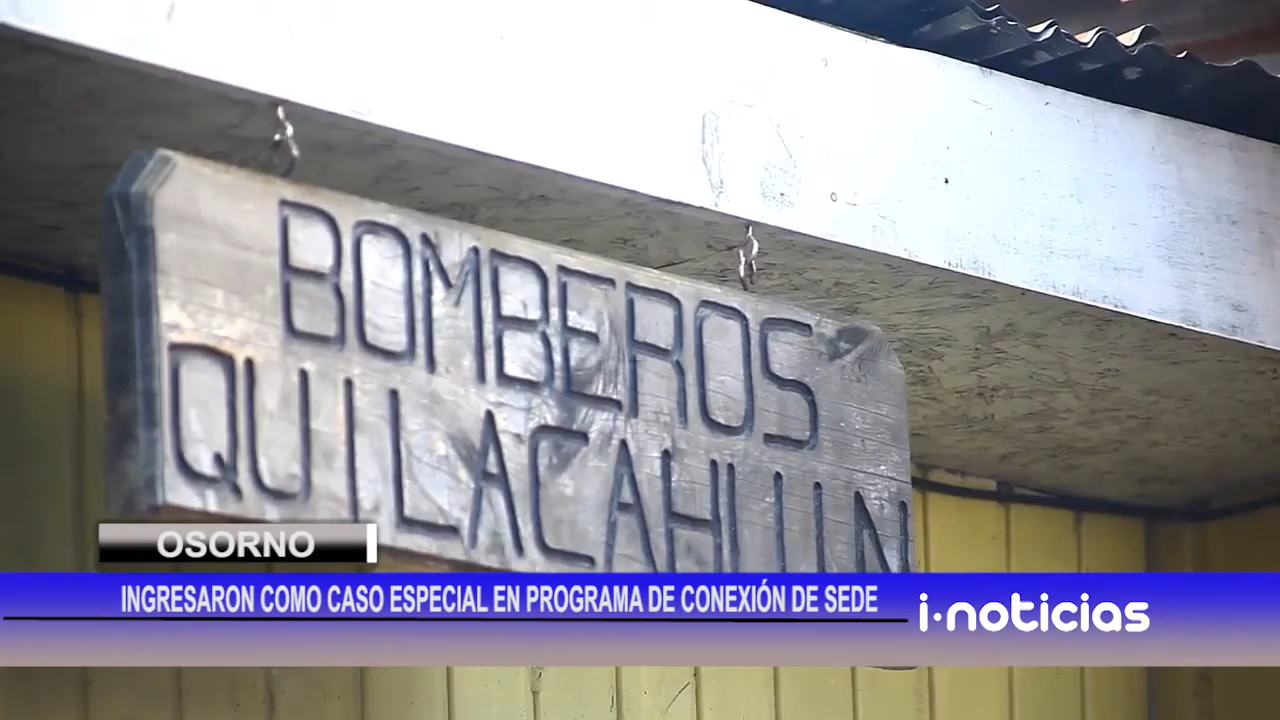 BOMBEROS
QUILACAHUIN
OSORNO
INGRESARON COMO CASO ESPECIAL EN PROGRAMA DE CONEXIÓN DE SEDE
i-noticias